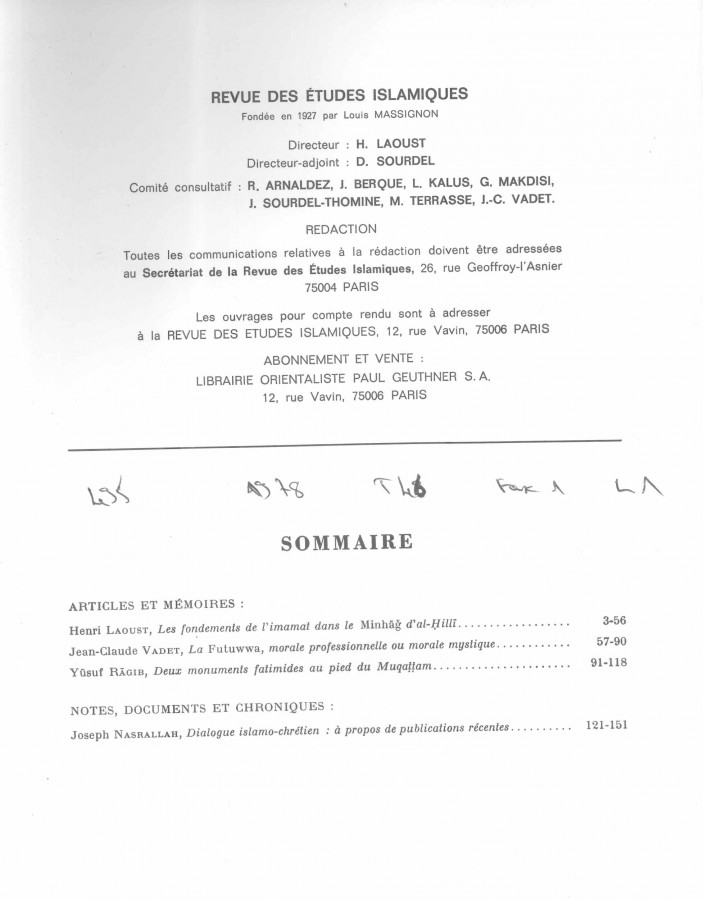 REVUE DES ÉTUDES ISLAMIQUES
Fondée en 1927 par Louis MASSIGNON
Directeur : H. LAOUST
Directeur-adjoint : D. SOURDEL
Comité consultatif : R. ARNALDEZ, J. BERQUE, L. KALUS, G. MAKDISI,
J. SOURDEL-THOMINE, M. TERRASSE, J.-C. VADET.
REDACTION
Toutes les communications relatives à la rédaction doivent être adressées
au Secrétariat de la Revue des Études Islamiques, 26, rue Geoffroy-l'Asnier
75004 PARIS
Les ouvrages pour compte rendu sont à adresser
à la REVUE DES ETUDES ISLAMIQUES, 12, rue Vavin, 75006 PARIS
ABONNEMENT ET VENTE :
LIBRAIRIE ORIENTALISTE PAUL GEUTHNER S.A.
12, rue Vavin, 75006 PARIS
1978 T46
SOMMAIRE
ARTICLES ET MÉMOIRES :
Henri LAOUST, Les fondements de l'imamat dans le Minhâǧ d'al-Ḥillī.................. 3-56
Jean-Claude VADET, La Futuwwa, morale professionnelle ou morale mystique............ 57-90
Yūsuf RĀGIB, Deux monuments fatimides au pied du Muqaṭṭam...................... 91-118
NOTES, DOCUMENTS ET CHRONIQUES :
Joseph NASRALLAH, Dialogue islamo-chrétien : à propos de publications récentes.......... 121-151